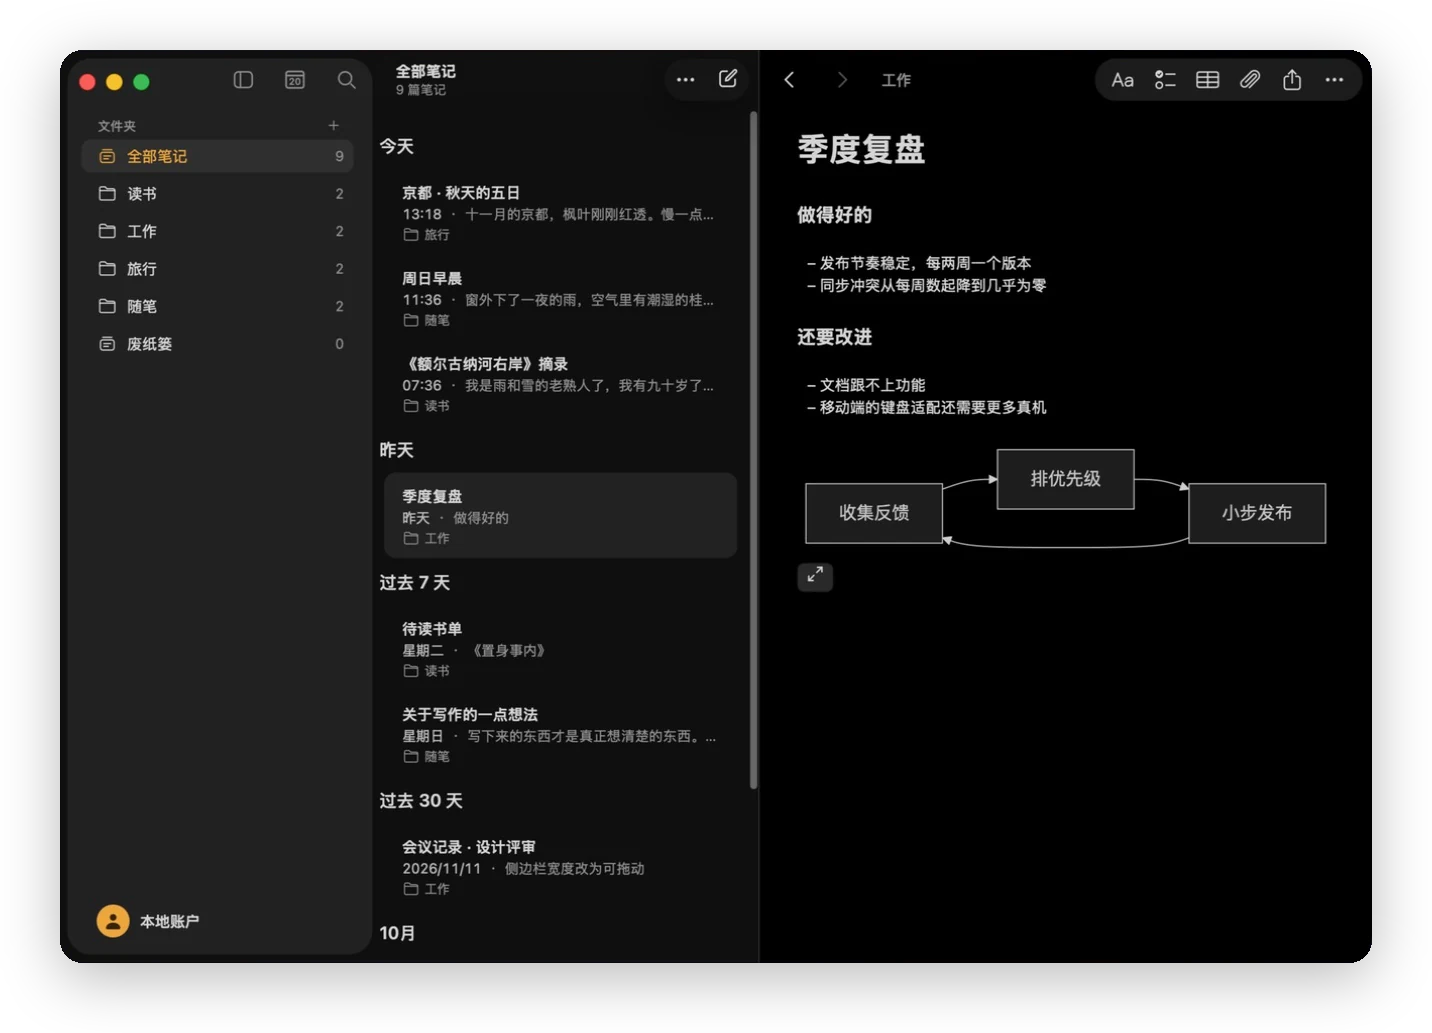 20
文件夹
全部笔记 9
读书 2
工作 2
旅行 2
随笔 2
废纸篓 0
本地账户
全部笔记
9 篇笔记
今天
京都 · 秋天的五日
13:18 · 十一月的京都，枫叶刚刚红透。慢一点...
旅行
周日早晨
11:36 · 窗外下了一夜的雨，空气里有潮湿的桂...
随笔
《额尔古纳河右岸》摘录
07:36 · 我是雨和雪的老熟人了，我有九十岁了...
读书
昨天
季度复盘
昨天 · 做得好的
工作
过去 7 天
待读书单
星期二 · 《置身事内》
读书
关于写作的一点想法
星期日 · 写下来的东西才是真正想清楚的东西。...
随笔
过去 30 天
会议记录 · 设计评审
2026/11/11 · 侧边栏宽度改为可拖动
工作
10月
工作
Aa
季度复盘
做得好的
– 发布节奏稳定，每两周一个版本
– 同步冲突从每周数起降到几乎为零
还要改进
– 文档跟不上功能
– 移动端的键盘适配还需要更多真机
收集反馈
排优先级
小步发布